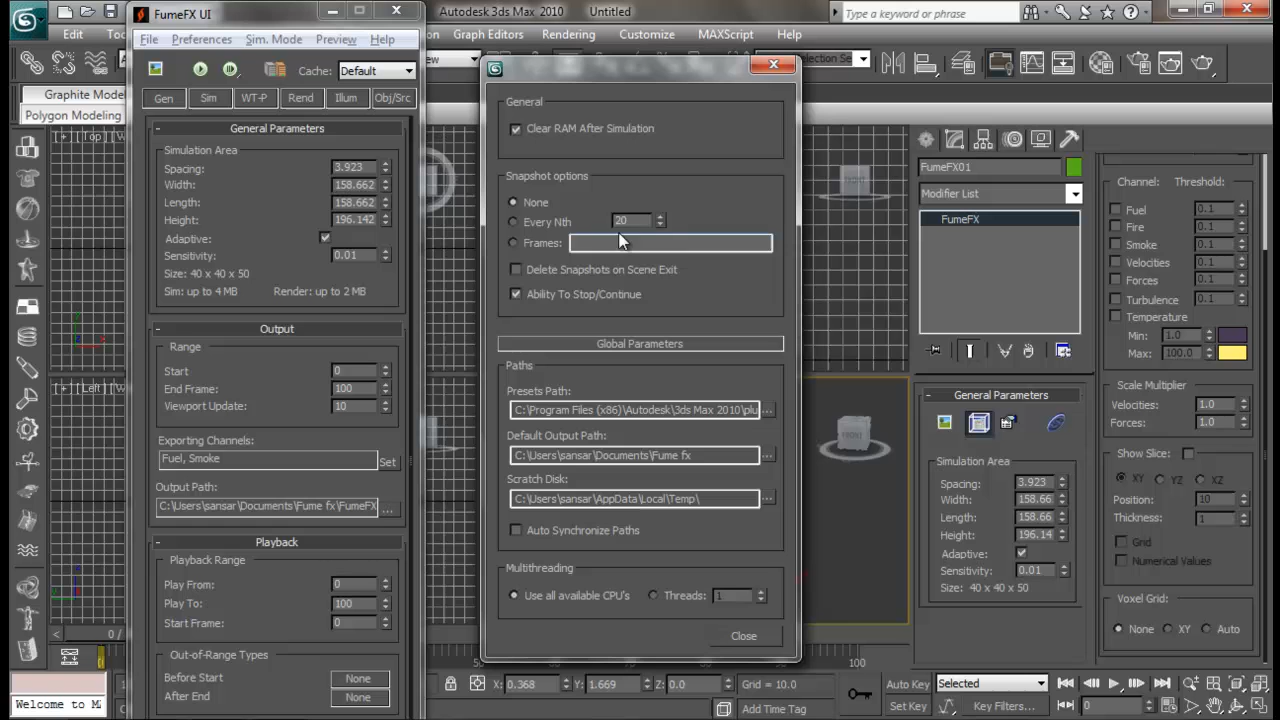 FumeFX UI
Autodesk 3ds Max 2010
Untitled
Type a keyword or phrase
File
Preferences
Sim. Mode
Preview
Help
Edit
Graph Editors
Rendering
Customize
MAXScript
Help
Cache:
Default
Graphite Model
Polygon Modeling
Gen
Sim
WT-P
Rend
Illum
Obj/Src
General Parameters
Simulation Area
Spacing: 3.923
Width: 158.662
Length: 158.662
Height: 196.142
Adaptive:
Sensitivity: 0.01
Size: 40 x 40 x 50
Sim: up to 4 MB
Render: up to 2 MB
Output
Range
Start 0
End Frame: 100
Viewport Update: 10
Exporting Channels:
Fuel, Smoke
Set
Output Path:
C:\Users\sansar\Documents\Fume fx\FumeFX
...
Playback
Playback Range
Play From: 0
Play To: 100
Start Frame: 0
Out-of-Range Types
Before Start None
After End None
General
Clear RAM After Simulation
Snapshot options
None
Every Nth 20
Frames:
Delete Snapshots on Scene Exit
Ability To Stop/Continue
Global Parameters
Paths
Presets Path:
C:\Program Files (x86)\Autodesk\3ds Max 2010\plu
...
Default Output Path:
C:\Users\sansar\Documents\Fume fx
...
Scratch Disk:
C:\Users\sansar\AppData\Local\Temp\
...
Auto Synchronize Paths
Multithreading
Use all available CPU's
Threads: 1
Close
[ + ] [ Top ]
[ + ] [ Left ]
FRONT
FRONT
FumeFX01
Modifier List
FumeFX
General Parameters
Simulation Area
Spacing: 3.923
Width: 158.66
Length: 158.66
Height: 196.14
Adaptive:
Sensitivity: 0.01
Size: 40 x 40 x 50
Channel: Threshold:
Fuel 0.1
Fire 0.1
Smoke 0.1
Velocities 0.1
Forces 0.1
Turbulence 0.1
Temperature
Min: 1.0
Max: 100.0
Scale Multiplier
Velocities: 1.0
Forces: 1.0
Show Slice:
XY YZ XZ
Position: 10
Thickness: 1
Grid
Numerical Values
Voxel Grid:
None XY Auto
0 /
100
X: 0.368
Y: 1.669
Z: 0.0
Grid = 10.0
Add Time Tag
Auto Key
Selected
Set Key
Key Filters...
0
Welcome to MA